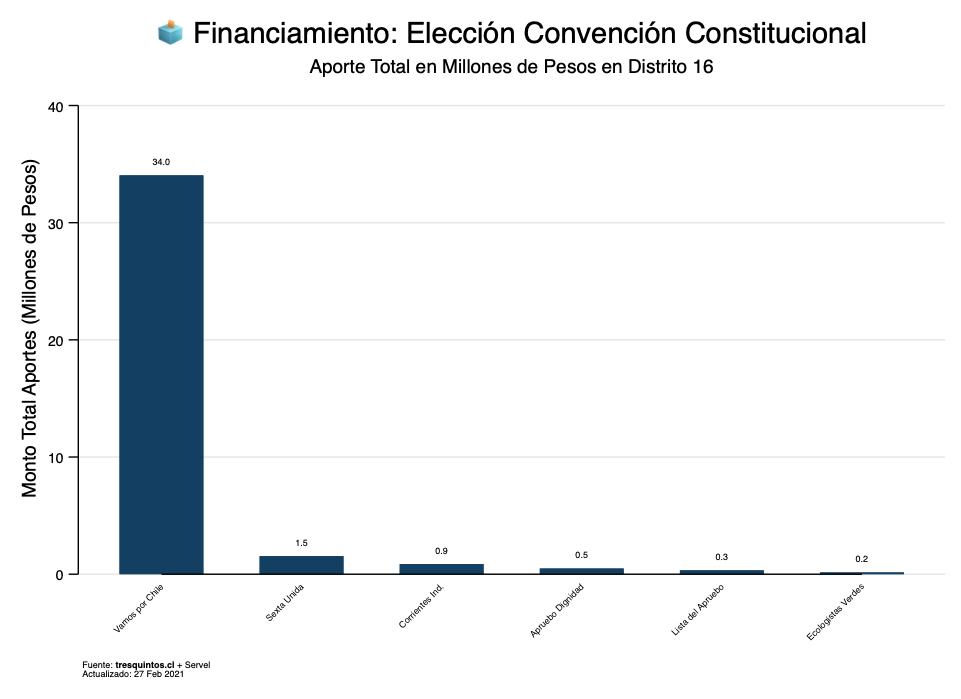 Financiamiento: Elección Convención Constitucional
Aporte Total en Millones de Pesos en Distrito 16
Monto Total Aportes (Millones de Pesos)
40
30
20
10
0
34.0
1.5
0.9
0.5
0.3
0.2
Vamos por Chile
Sexta Unida
Corrientes Ind.
Apruebo Dignidad
Lista del Apruebo
Ecologistas Verdes
Fuente: tresquintos.cl + Servel
Actualizado: 27 Feb 2021